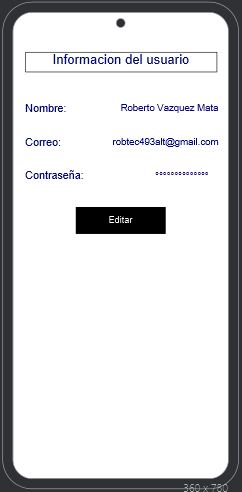 Informacion del usuario
Nombre: Roberto Vazquez Mata
Correo: robtec493alt@gmail.com
Contraseña: °°°°°°°°°°°°°°
Editar
360 x 760